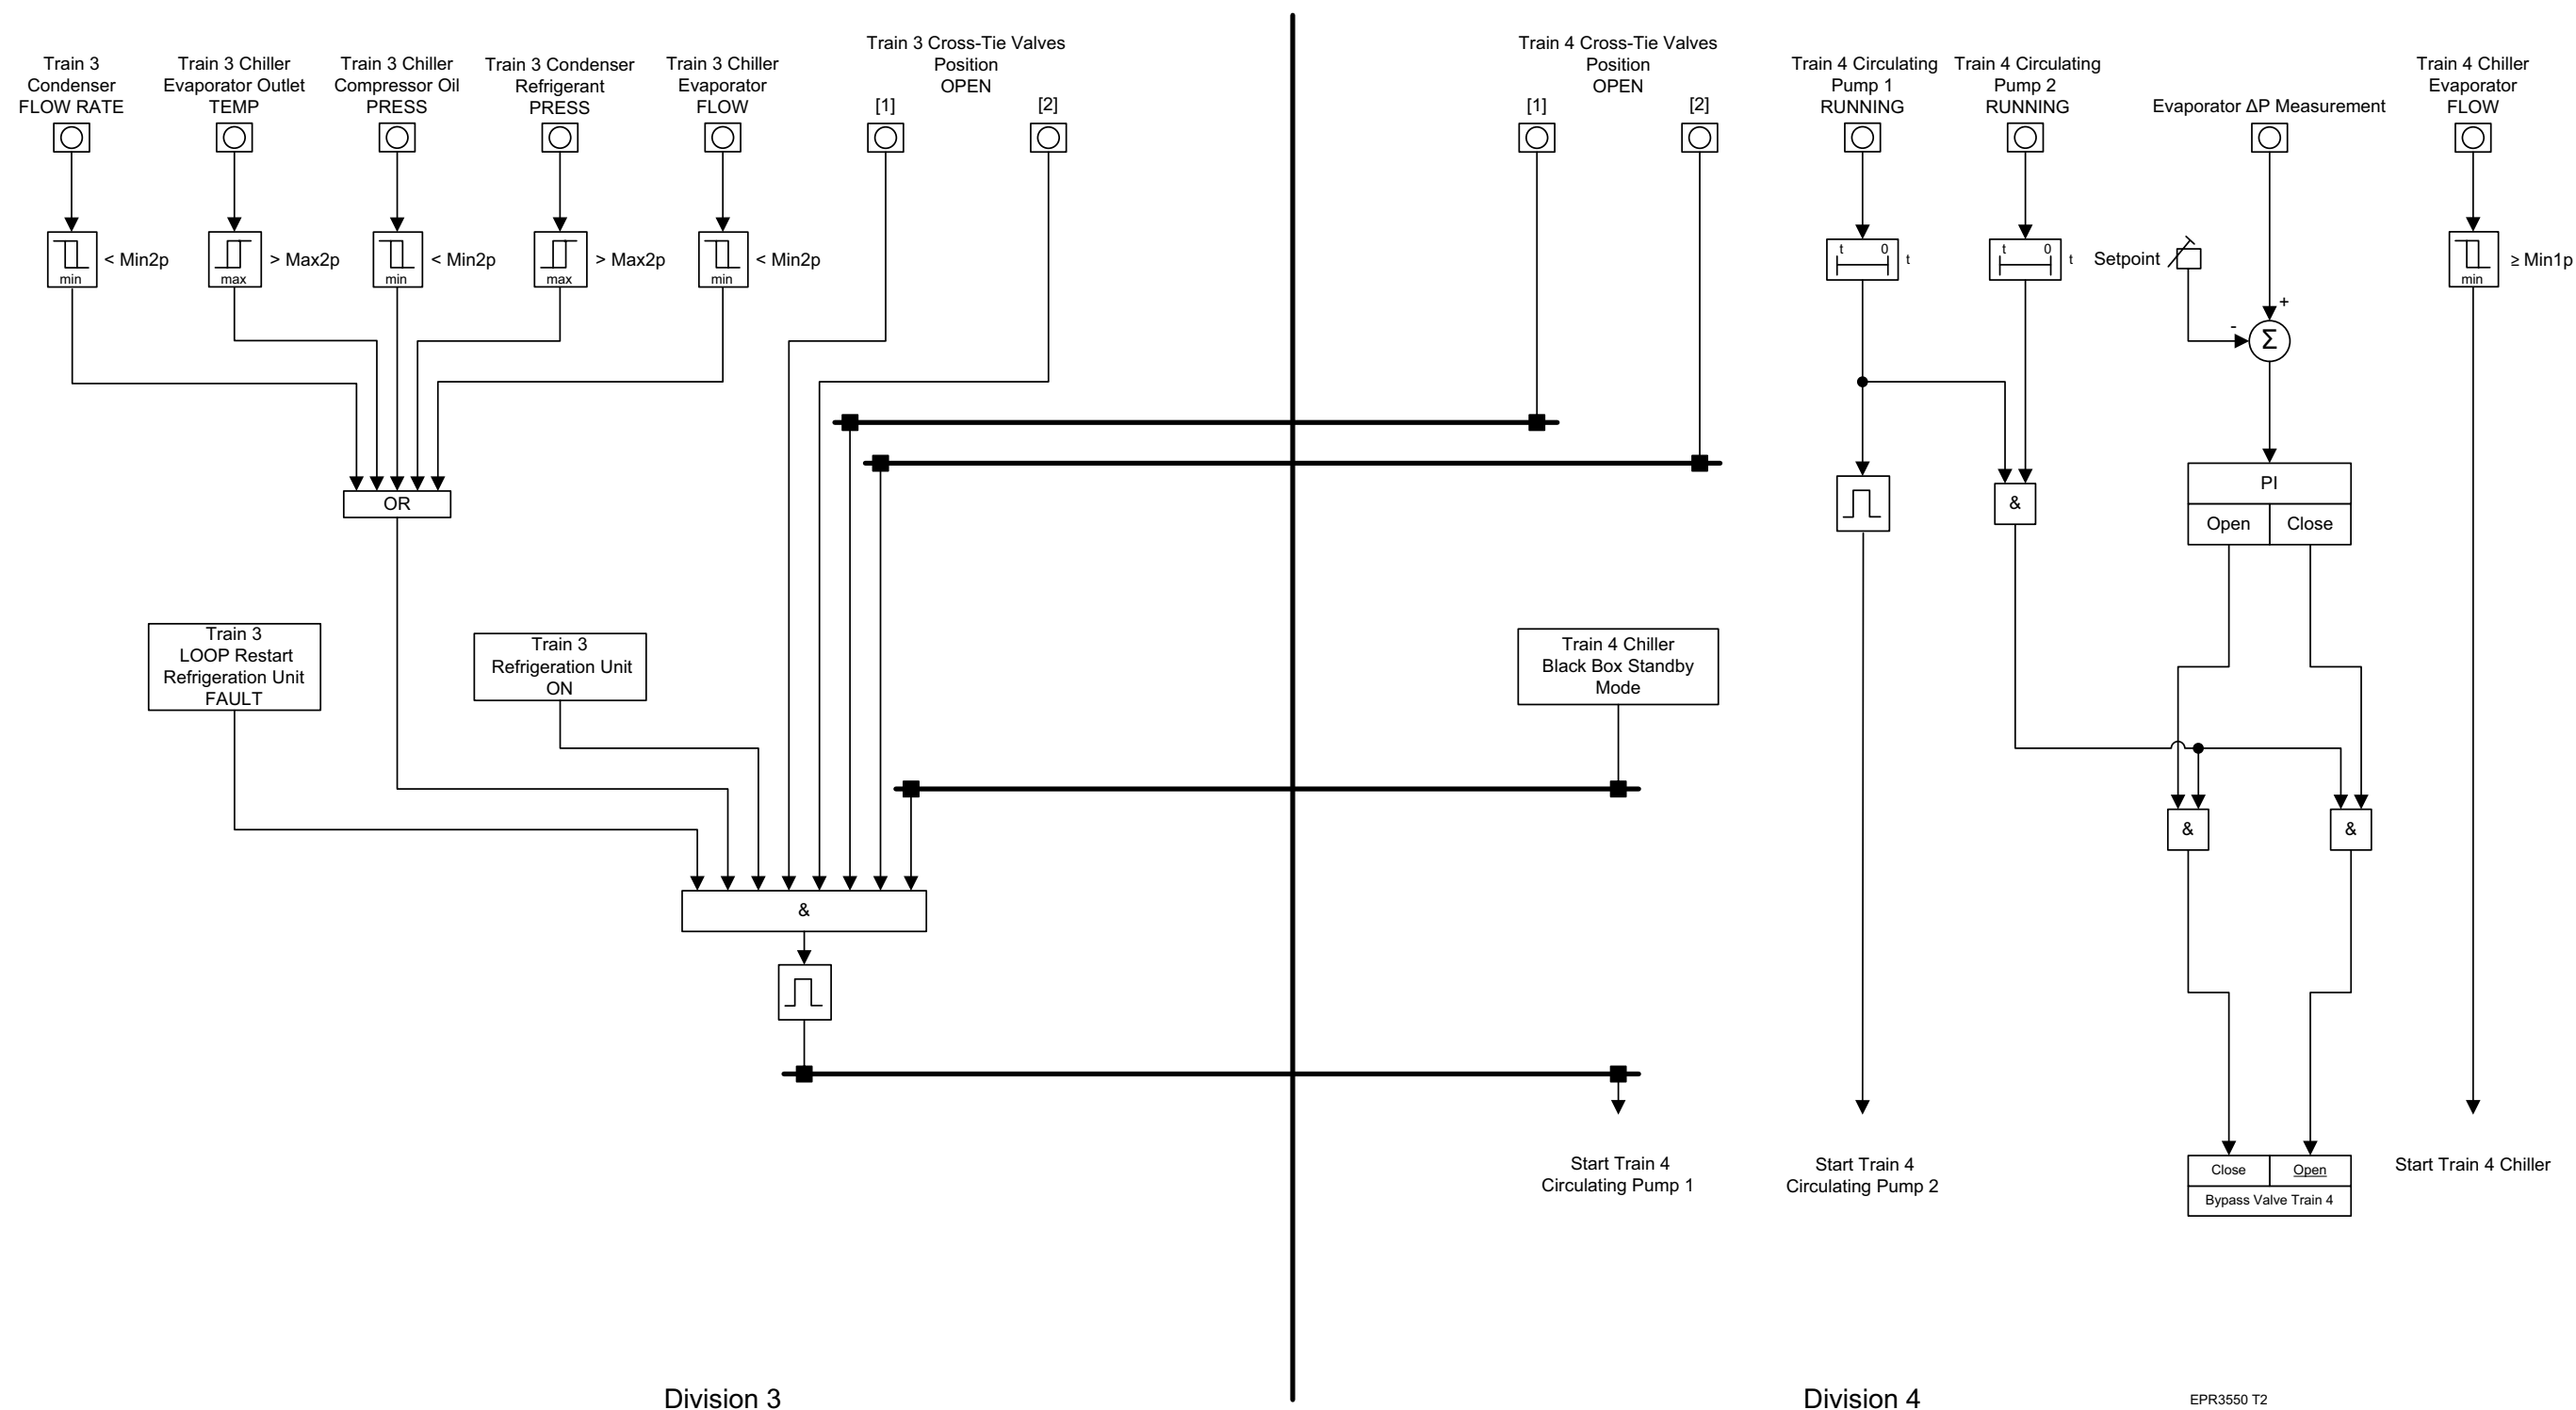 Train 3
Condenser
FLOW RATE
Train 3 Chiller
Evaporator Outlet
TEMP
Train 3 Chiller
Compressor Oil
PRESS
Train 3 Condenser
Refrigerant
PRESS
Train 3 Chiller
Evaporator
FLOW
Train 3 Cross-Tie Valves
Position
OPEN
[1]
[2]
Train 4 Cross-Tie Valves
Position
OPEN
[1]
[2]
Train 4 Circulating
Pump 1
RUNNING
Train 4 Circulating
Pump 2
RUNNING
Evaporator ΔP Measurement
Train 4 Chiller
Evaporator
FLOW
min
< Min2p
max
> Max2p
min
< Min2p
max
> Max2p
min
< Min2p
t 0
t
t 0
t
Setpoint
+
-
Σ
min
≥ Min1p
OR
&
PI
Open
Close
Train 3
LOOP Restart
Refrigeration Unit
FAULT
Train 3
Refrigeration Unit
ON
Train 4 Chiller
Black Box Standby
Mode
&
&
&
Start Train 4
Circulating Pump 1
Start Train 4
Circulating Pump 2
Close
Open
Bypass Valve Train 4
Start Train 4 Chiller
Division 3
Division 4
EPR3550 T2